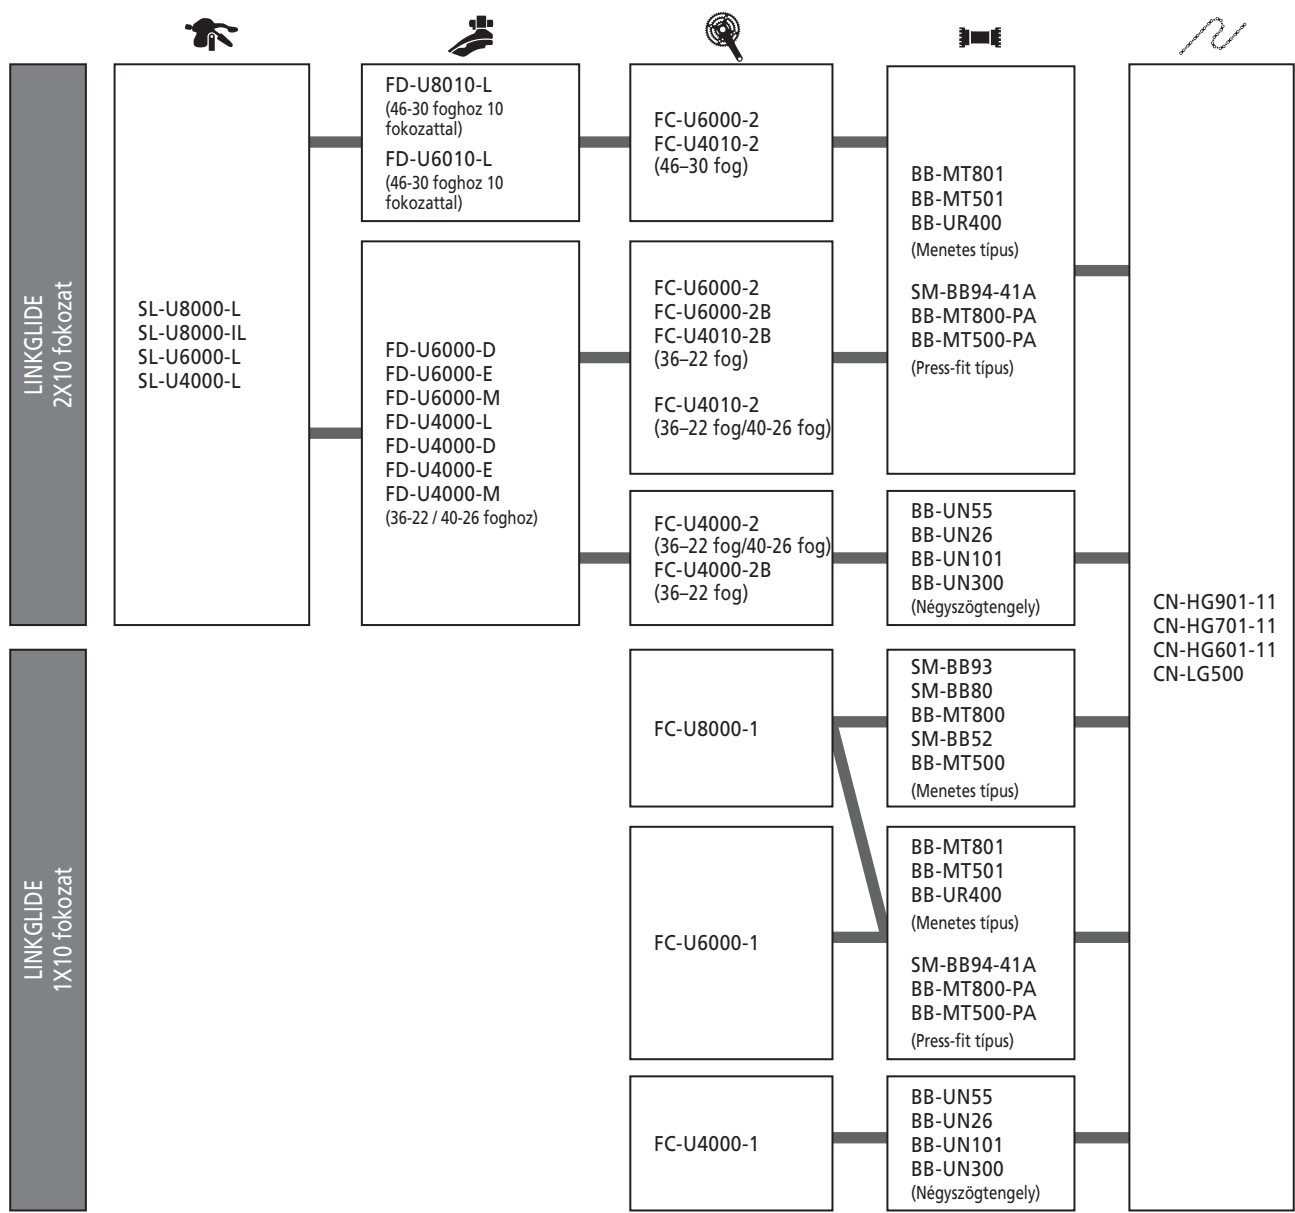 LINKGLIDE
2X10 fokozat
SL-U8000-L
SL-U8000-IL
SL-U6000-L
SL-U4000-L
FD-U8010-L
(46-30 foghoz 10
fokozattal)
FD-U6010-L
(46-30 foghoz 10
fokozattal)
FD-U6000-D
FD-U6000-E
FD-U6000-M
FD-U4000-L
FD-U4000-D
FD-U4000-E
FD-U4000-M
(36-22 / 40-26 foghoz)
FC-U6000-2
FC-U4010-2
(46–30 fog)
FC-U6000-2
FC-U6000-2B
FC-U4010-2B
(36–22 fog)
FC-U4010-2
(36–22 fog/40-26 fog)
FC-U4000-2
(36–22 fog/40-26 fog)
FC-U4000-2B
(36–22 fog)
BB-MT801
BB-MT501
BB-UR400
(Menetes típus)
SM-BB94-41A
BB-MT800-PA
BB-MT500-PA
(Press-fit típus)
BB-UN55
BB-UN26
BB-UN101
BB-UN300
(Négyszögtengely)
CN-HG901-11
CN-HG701-11
CN-HG601-11
CN-LG500
LINKGLIDE
1X10 fokozat
FC-U8000-1
FC-U6000-1
FC-U4000-1
SM-BB93
SM-BB80
BB-MT800
SM-BB52
BB-MT500
(Menetes típus)
BB-MT801
BB-MT501
BB-UR400
(Menetes típus)
SM-BB94-41A
BB-MT800-PA
BB-MT500-PA
(Press-fit típus)
BB-UN55
BB-UN26
BB-UN101
BB-UN300
(Négyszögtengely)